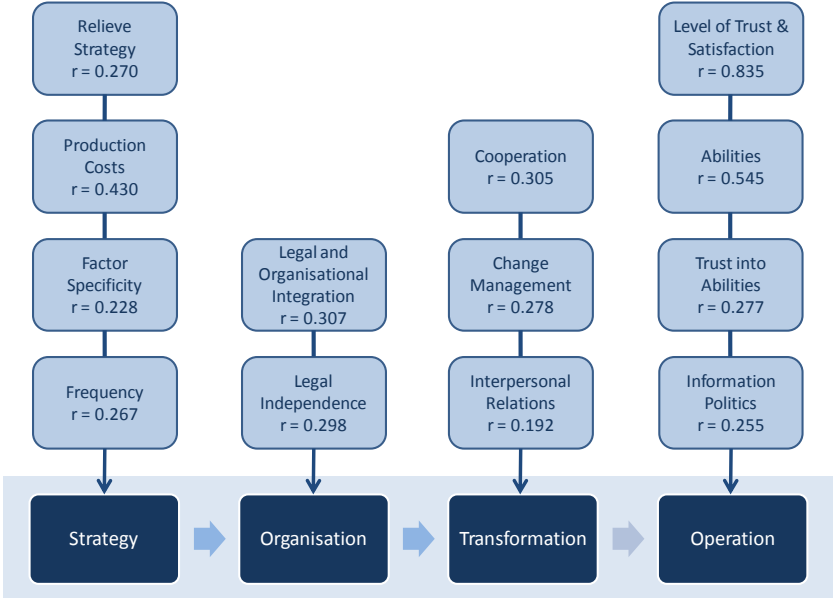 Relieve
Strategy
r = 0.270
Production
Costs
r = 0.430
Factor
Specificity
r = 0.228
Frequency
r = 0.267
Strategy
Legal and
Organisational
Integration
r = 0.307
Legal
Independence
r = 0.298
Organisation
Cooperation
r = 0.305
Change
Management
r = 0.278
Interpersonal
Relations
r = 0.192
Transformation
Level of Trust &
Satisfaction
r = 0.835
Abilities
r = 0.545
Trust into
Abilities
r = 0.277
Information
Politics
r = 0.255
Operation